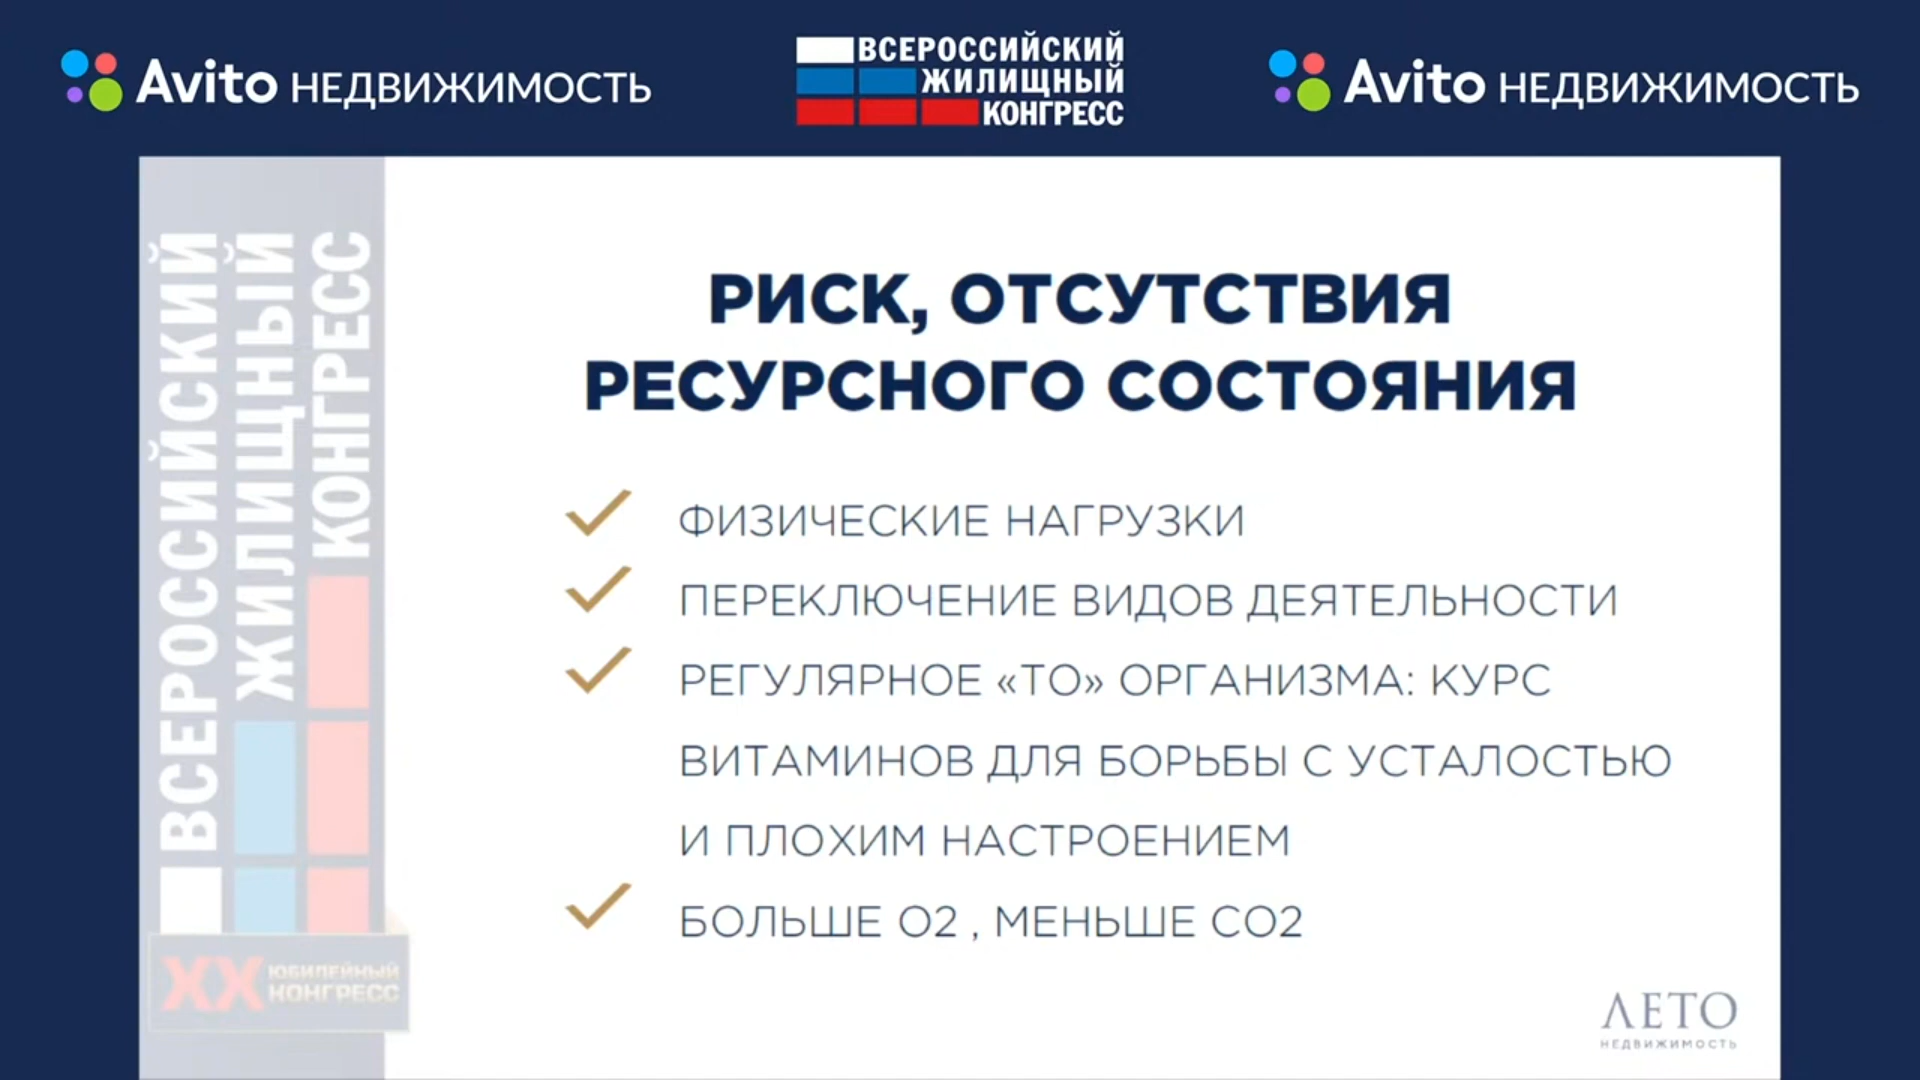 Avito НЕДВИЖИМОСТЬ
ВСЕРОССИЙСКИЙ
ЖИЛИЩНЫЙ
КОНГРЕСС
Avito НЕДВИЖИМОСТЬ
ВСЕРОССИЙСКИЙ
ЖИЛИЩНЫЙ
КОНГРЕСС
XX ЮБИЛЕЙНЫЙ
КОНГРЕСС
РИСК, ОТСУТСТВИЯ
РЕСУРСНОГО СОСТОЯНИЯ
ФИЗИЧЕСКИЕ НАГРУЗКИ
ПЕРЕКЛЮЧЕНИЕ ВИДОВ ДЕЯТЕЛЬНОСТИ
РЕГУЛЯРНОЕ «ТО» ОРГАНИЗМА: КУРС
ВИТАМИНОВ ДЛЯ БОРЬБЫ С УСТАЛОСТЬЮ
И ПЛОХИМ НАСТРОЕНИЕМ
БОЛЬШЕ О2 , МЕНЬШЕ СО2
ЛЕТО
НЕДВИЖИМОСТЬ